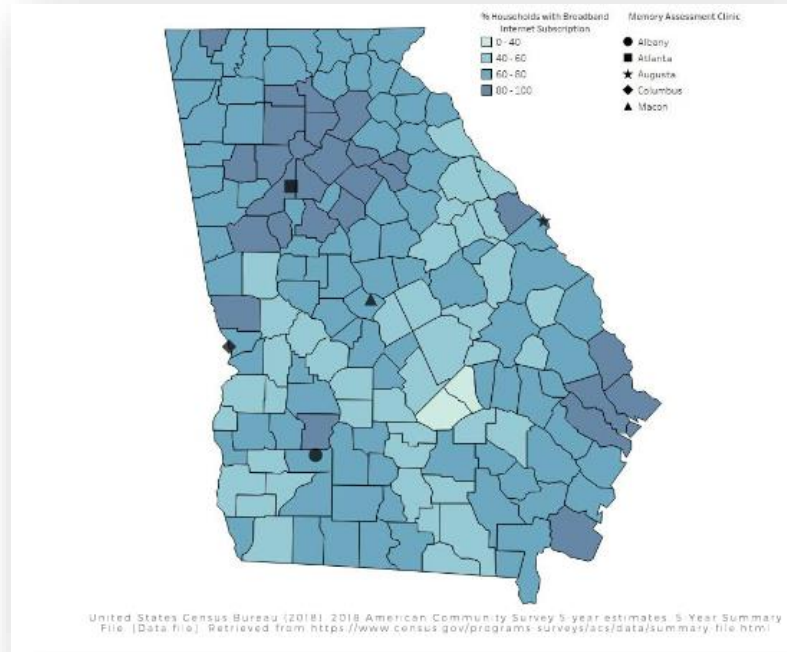 % Households with Broadband
Internet Subscription
0 - 40
40 - 60
60 - 80
80 - 100
Memory Assessment Clinic
Albany
Atlanta
Augusta
Columbus
Macon
United States Census Bureau (2018). 2018 American Community Survey 5-year estimates. 5-Year Summary
File. [Data file]. Retrieved from https://www.census.gov/programs-surveys/acs/data/summary-file.html